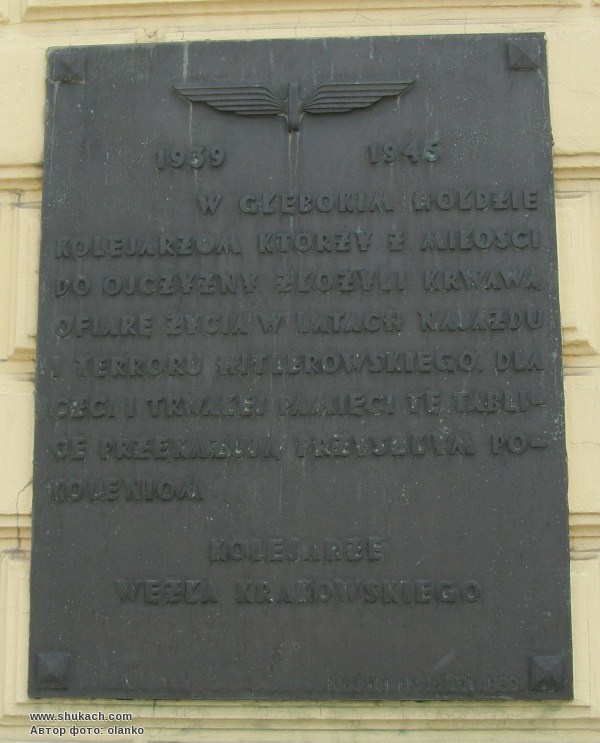 1939 1945
W GŁĘBOKIM HOŁDZIE
KOLEJARZOM KTÓRZY Z MIŁOŚCI
DO OJCZYZNY ZŁOŻYLI KRWAWĄ
OFIARĘ ŻYCIA W LATACH NAJAZDU
I TERRORU HITLEROWSKIEGO, DLA
CZCI I TRWAŁEJ PAMIĘCI TĘ TABLI-
CĘ PRZEKAZUJĄ PRZYSZŁYM PO-
KOLENIOM
KOLEJARZE
WĘZŁA KRAKOWSKIEGO
www.shukach.com
Автор фото: olanko